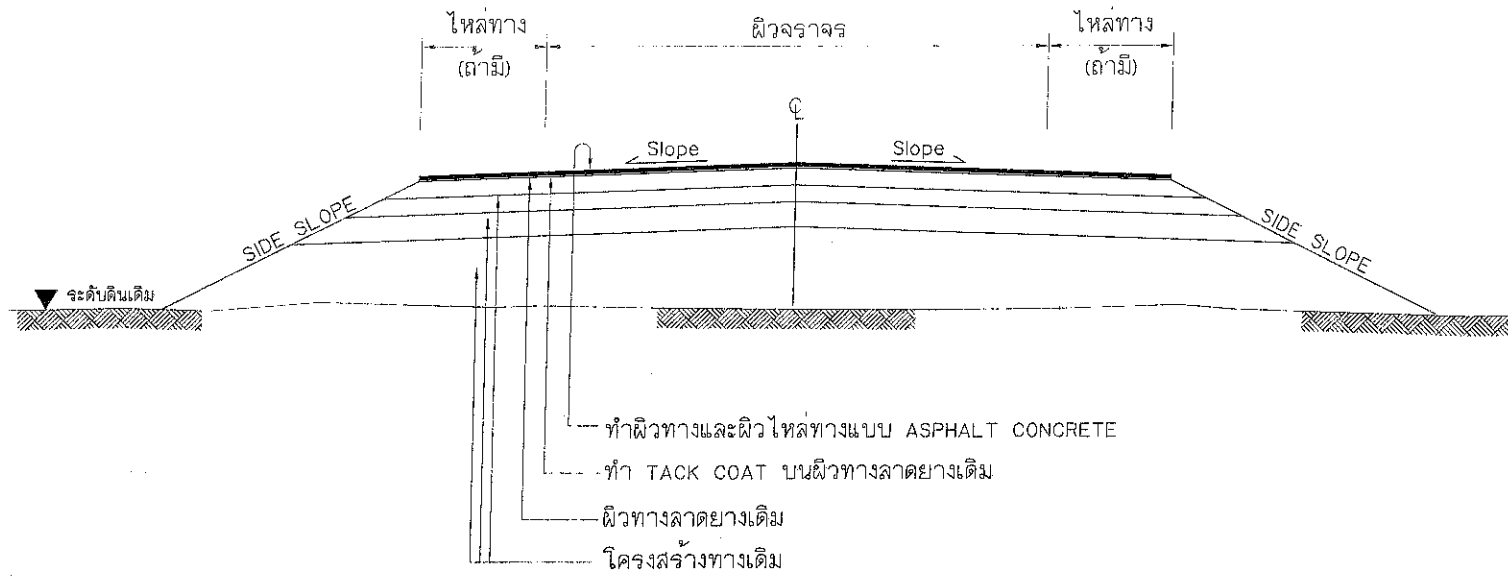 ไหล่ทาง ผิวจราจร ไหล่ทาง
(ถ้ามี) (ถ้ามี)
℄
Slope Slope
SIDE SLOPE SIDE SLOPE
ระดับดินเดิม
ทำผิวทางและผิวไหล่ทางแบบ ASPHALT CONCRETE
ทำ TACK COAT บนผิวทางลาดยางเดิม
ผิวทางลาดยางเดิม
โครงสร้างทางเดิม